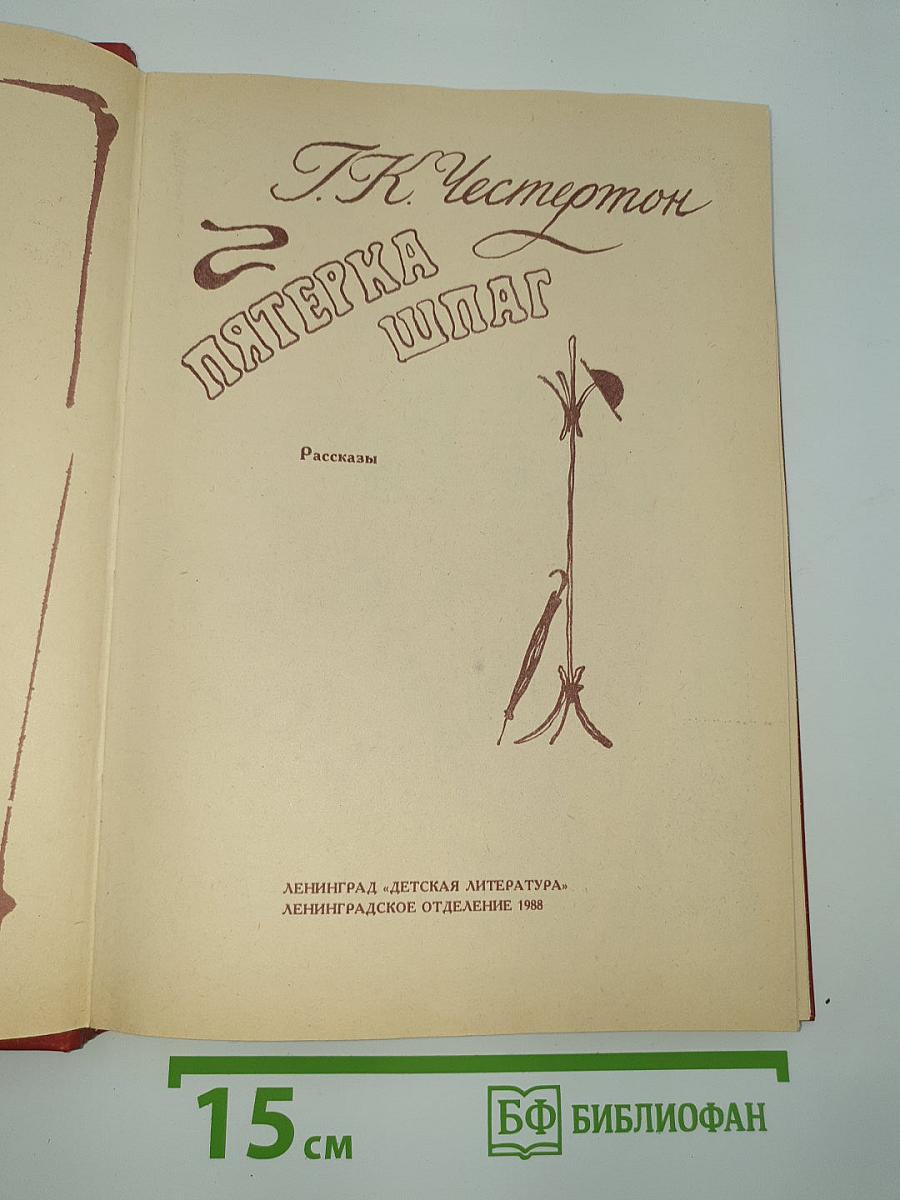 Г. К. Честертон
ПЯТЕРКА
ШПАГ
Рассказы
ЛЕНИНГРАД «ДЕТСКАЯ ЛИТЕРАТУРА»
ЛЕНИНГРАДСКОЕ ОТДЕЛЕНИЕ 1988
15 см
БФ БИБЛИОФАН